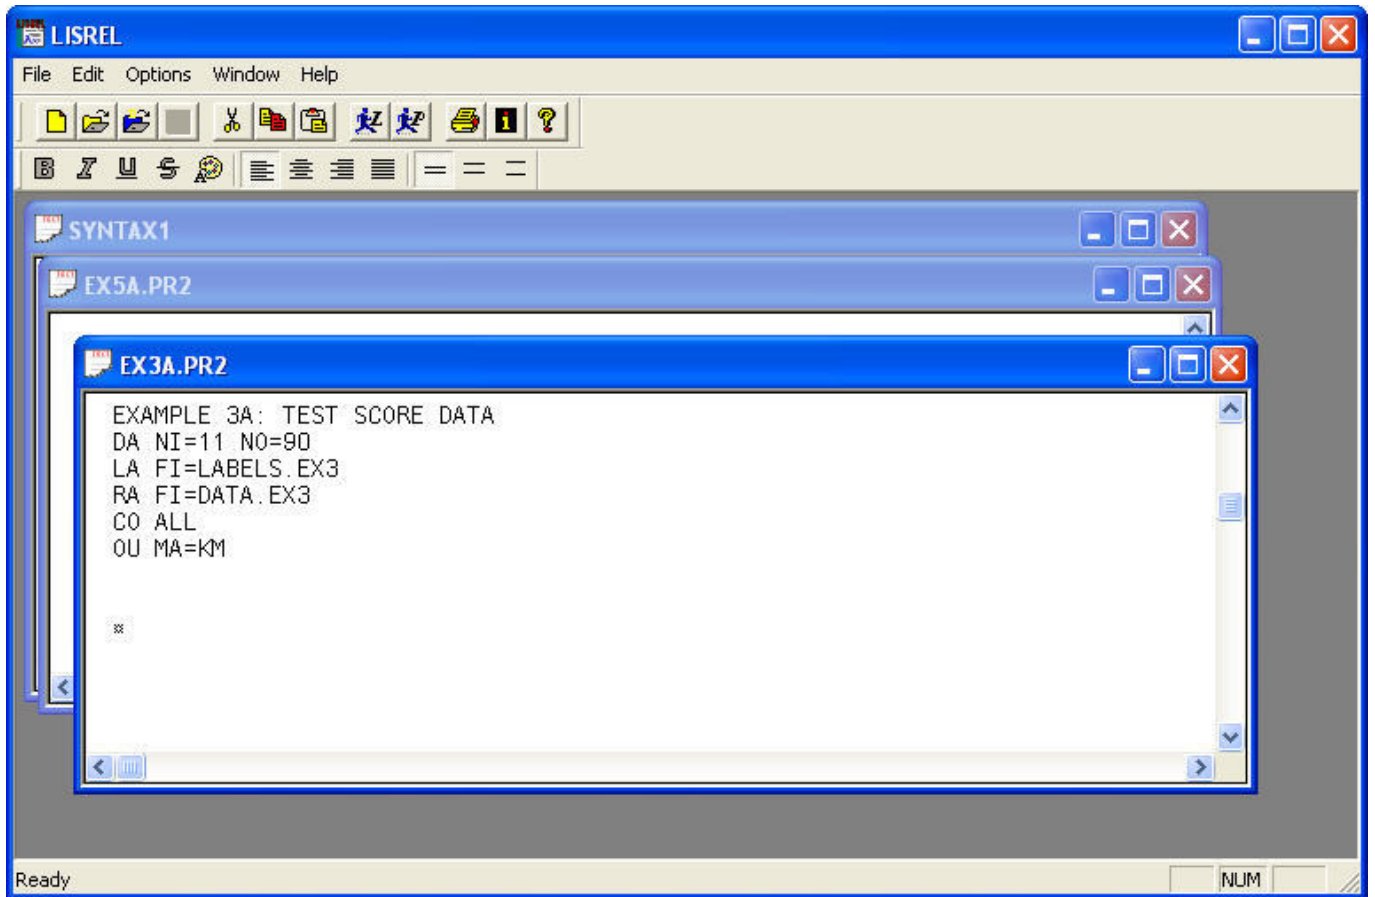 LISREL
File Edit Options Window Help
B I U S
SYNTAX1
EX5A.PR2
EX3A.PR2
EXAMPLE 3A: TEST SCORE DATA
DA NI=11 NO=90
LA FI=LABELS.EX3
RA FI=DATA.EX3
CO ALL
OU MA=KM
Ready NUM